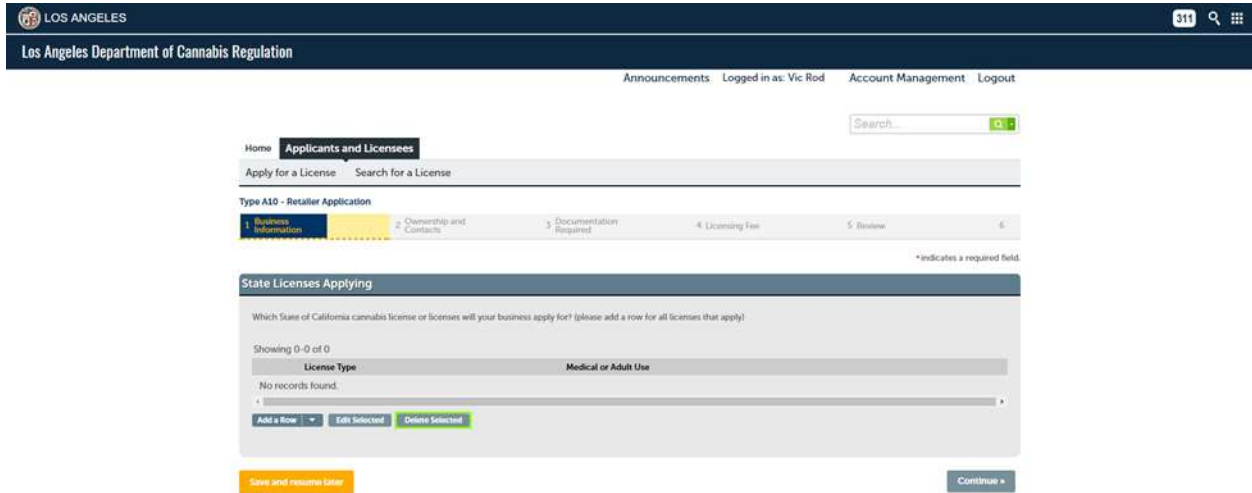 LOS ANGELES
311
Los Angeles Department of Cannabis Regulation
Announcements Logged in as: Vic Rod Account Management Logout
Search...
Home Applicants and Licensees
Apply for a License Search for a License
Type A10 - Retailer Application
1 Business Information 2 Ownership and Contacts 3 Documentation Required 4 Licensing Fee 5 Review 6
*indicates a required field.
State Licenses Applying
Which State of California cannabis license or licenses will your business apply for? (please add a row for all licenses that apply)
Showing 0-0 of 0
License Type Medical or Adult Use
No records found.
Add a Row Edit Selected Delete Selected
Save and resume later Continue »